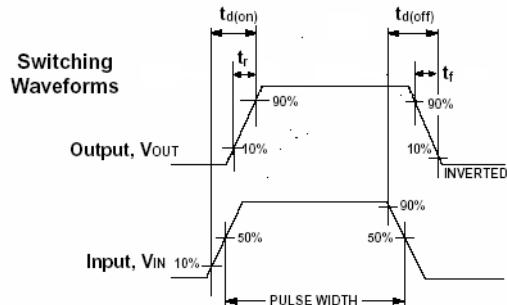 Switching
Waveforms
td(on)
td(off)
tr
tf
90%
90%
Output, VOUT
10%
10%
INVERTED
90%
50%
50%
Input, VIN
10%
PULSE WIDTH